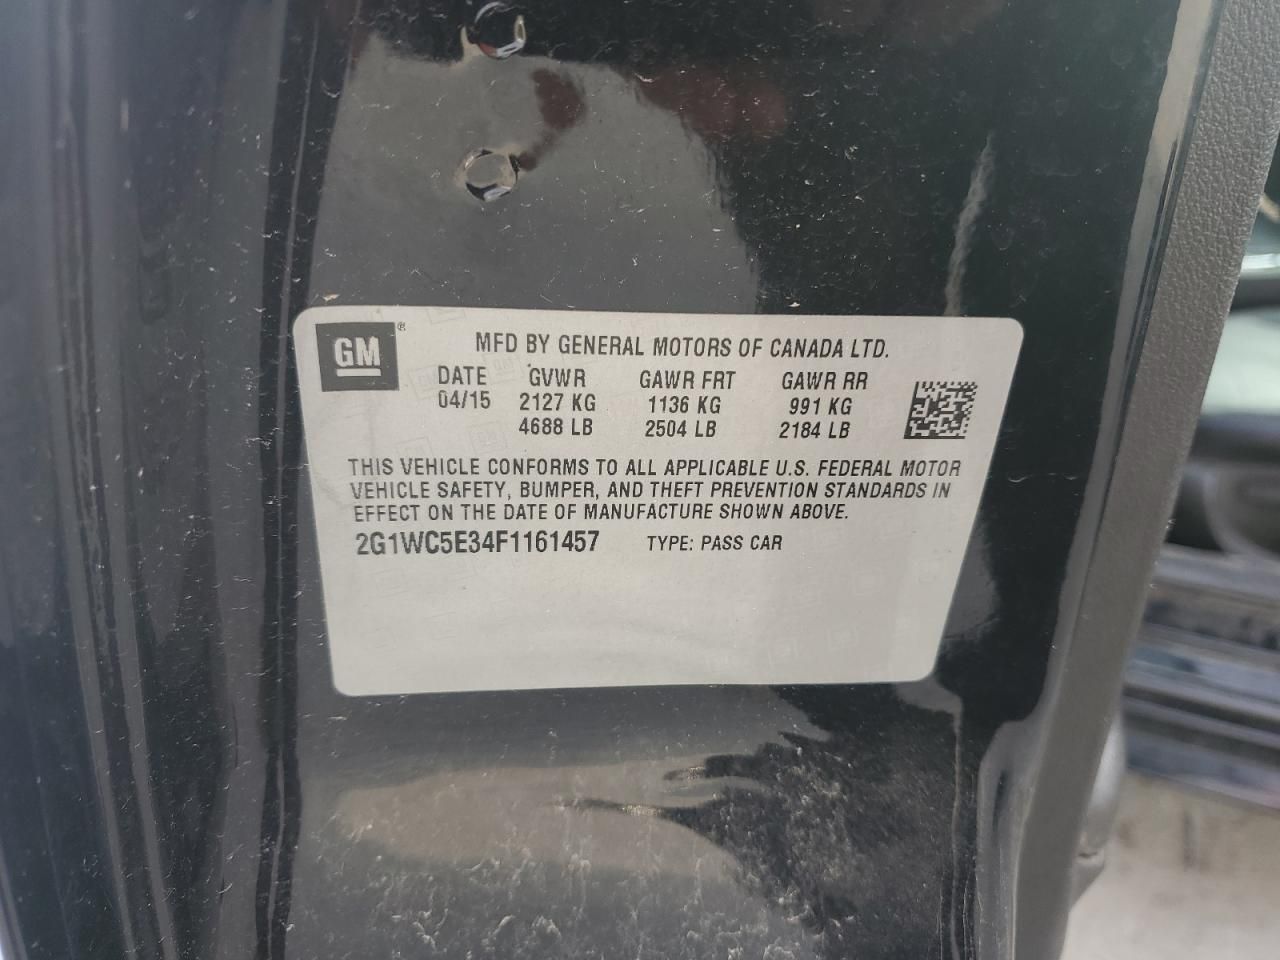 GM®
MFD BY GENERAL MOTORS OF CANADA LTD.
DATE GVWR GAWR FRT GAWR RR
04/15 2127 KG 1136 KG 991 KG
4688 LB 2504 LB 2184 LB
THIS VEHICLE CONFORMS TO ALL APPLICABLE U.S. FEDERAL MOTOR
VEHICLE SAFETY, BUMPER, AND THEFT PREVENTION STANDARDS IN
EFFECT ON THE DATE OF MANUFACTURE SHOWN ABOVE.
2G1WC5E34F1161457 TYPE: PASS CAR